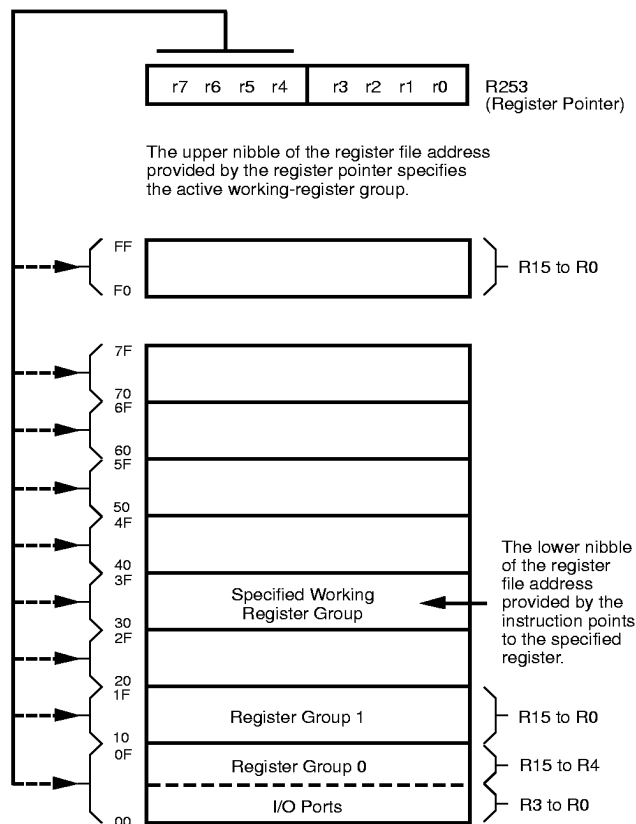 r7 r6 r5 r4 r3 r2 r1 r0
R253
(Register Pointer)
The upper nibble of the register file address
provided by the register pointer specifies
the active working-register group.
FF
R15 to R0
F0
7F
70
6F
60
5F
50
4F
40
3F
Specified Working
Register Group
The lower nibble
of the register
file address
provided by the
instruction points
to the specified
register.
30
2F
20
1F
Register Group 1
R15 to R0
10
0F
Register Group 0
R15 to R4
I/O Ports
R3 to R0
00